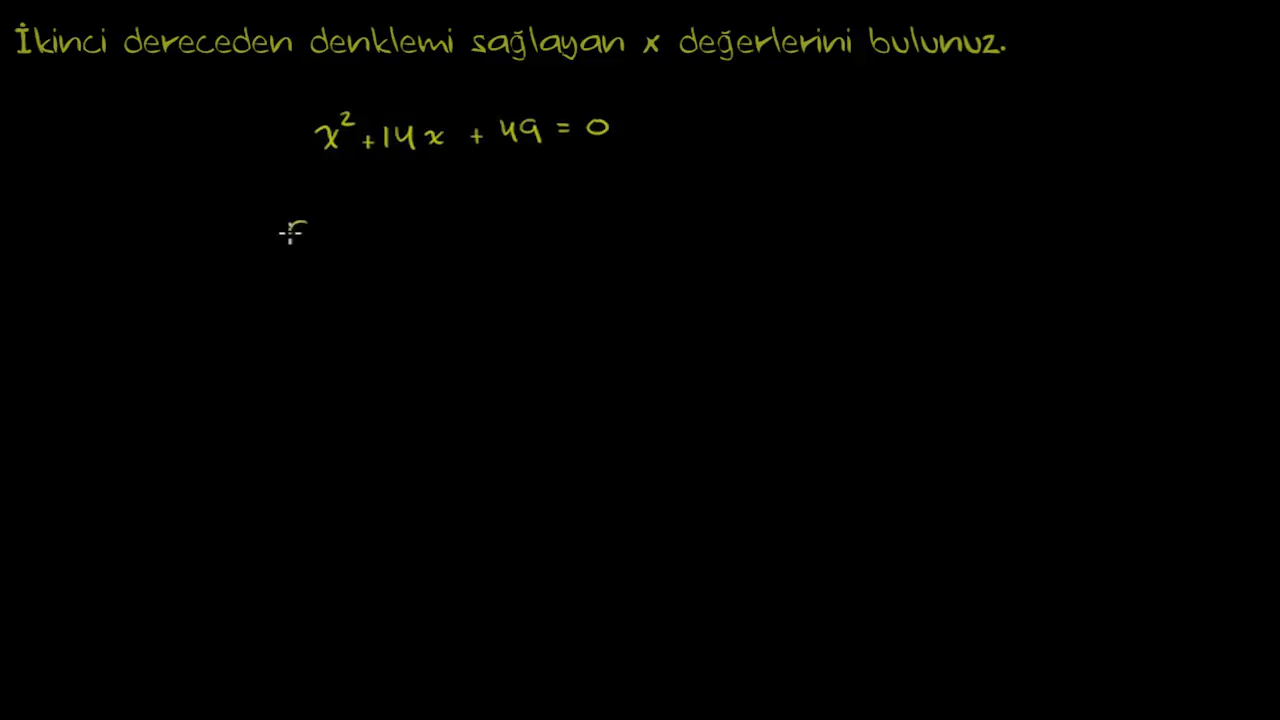 İkinci dereceden denklemi sağlayan x değerlerini bulunuz.
x² + 14x + 49 = 0